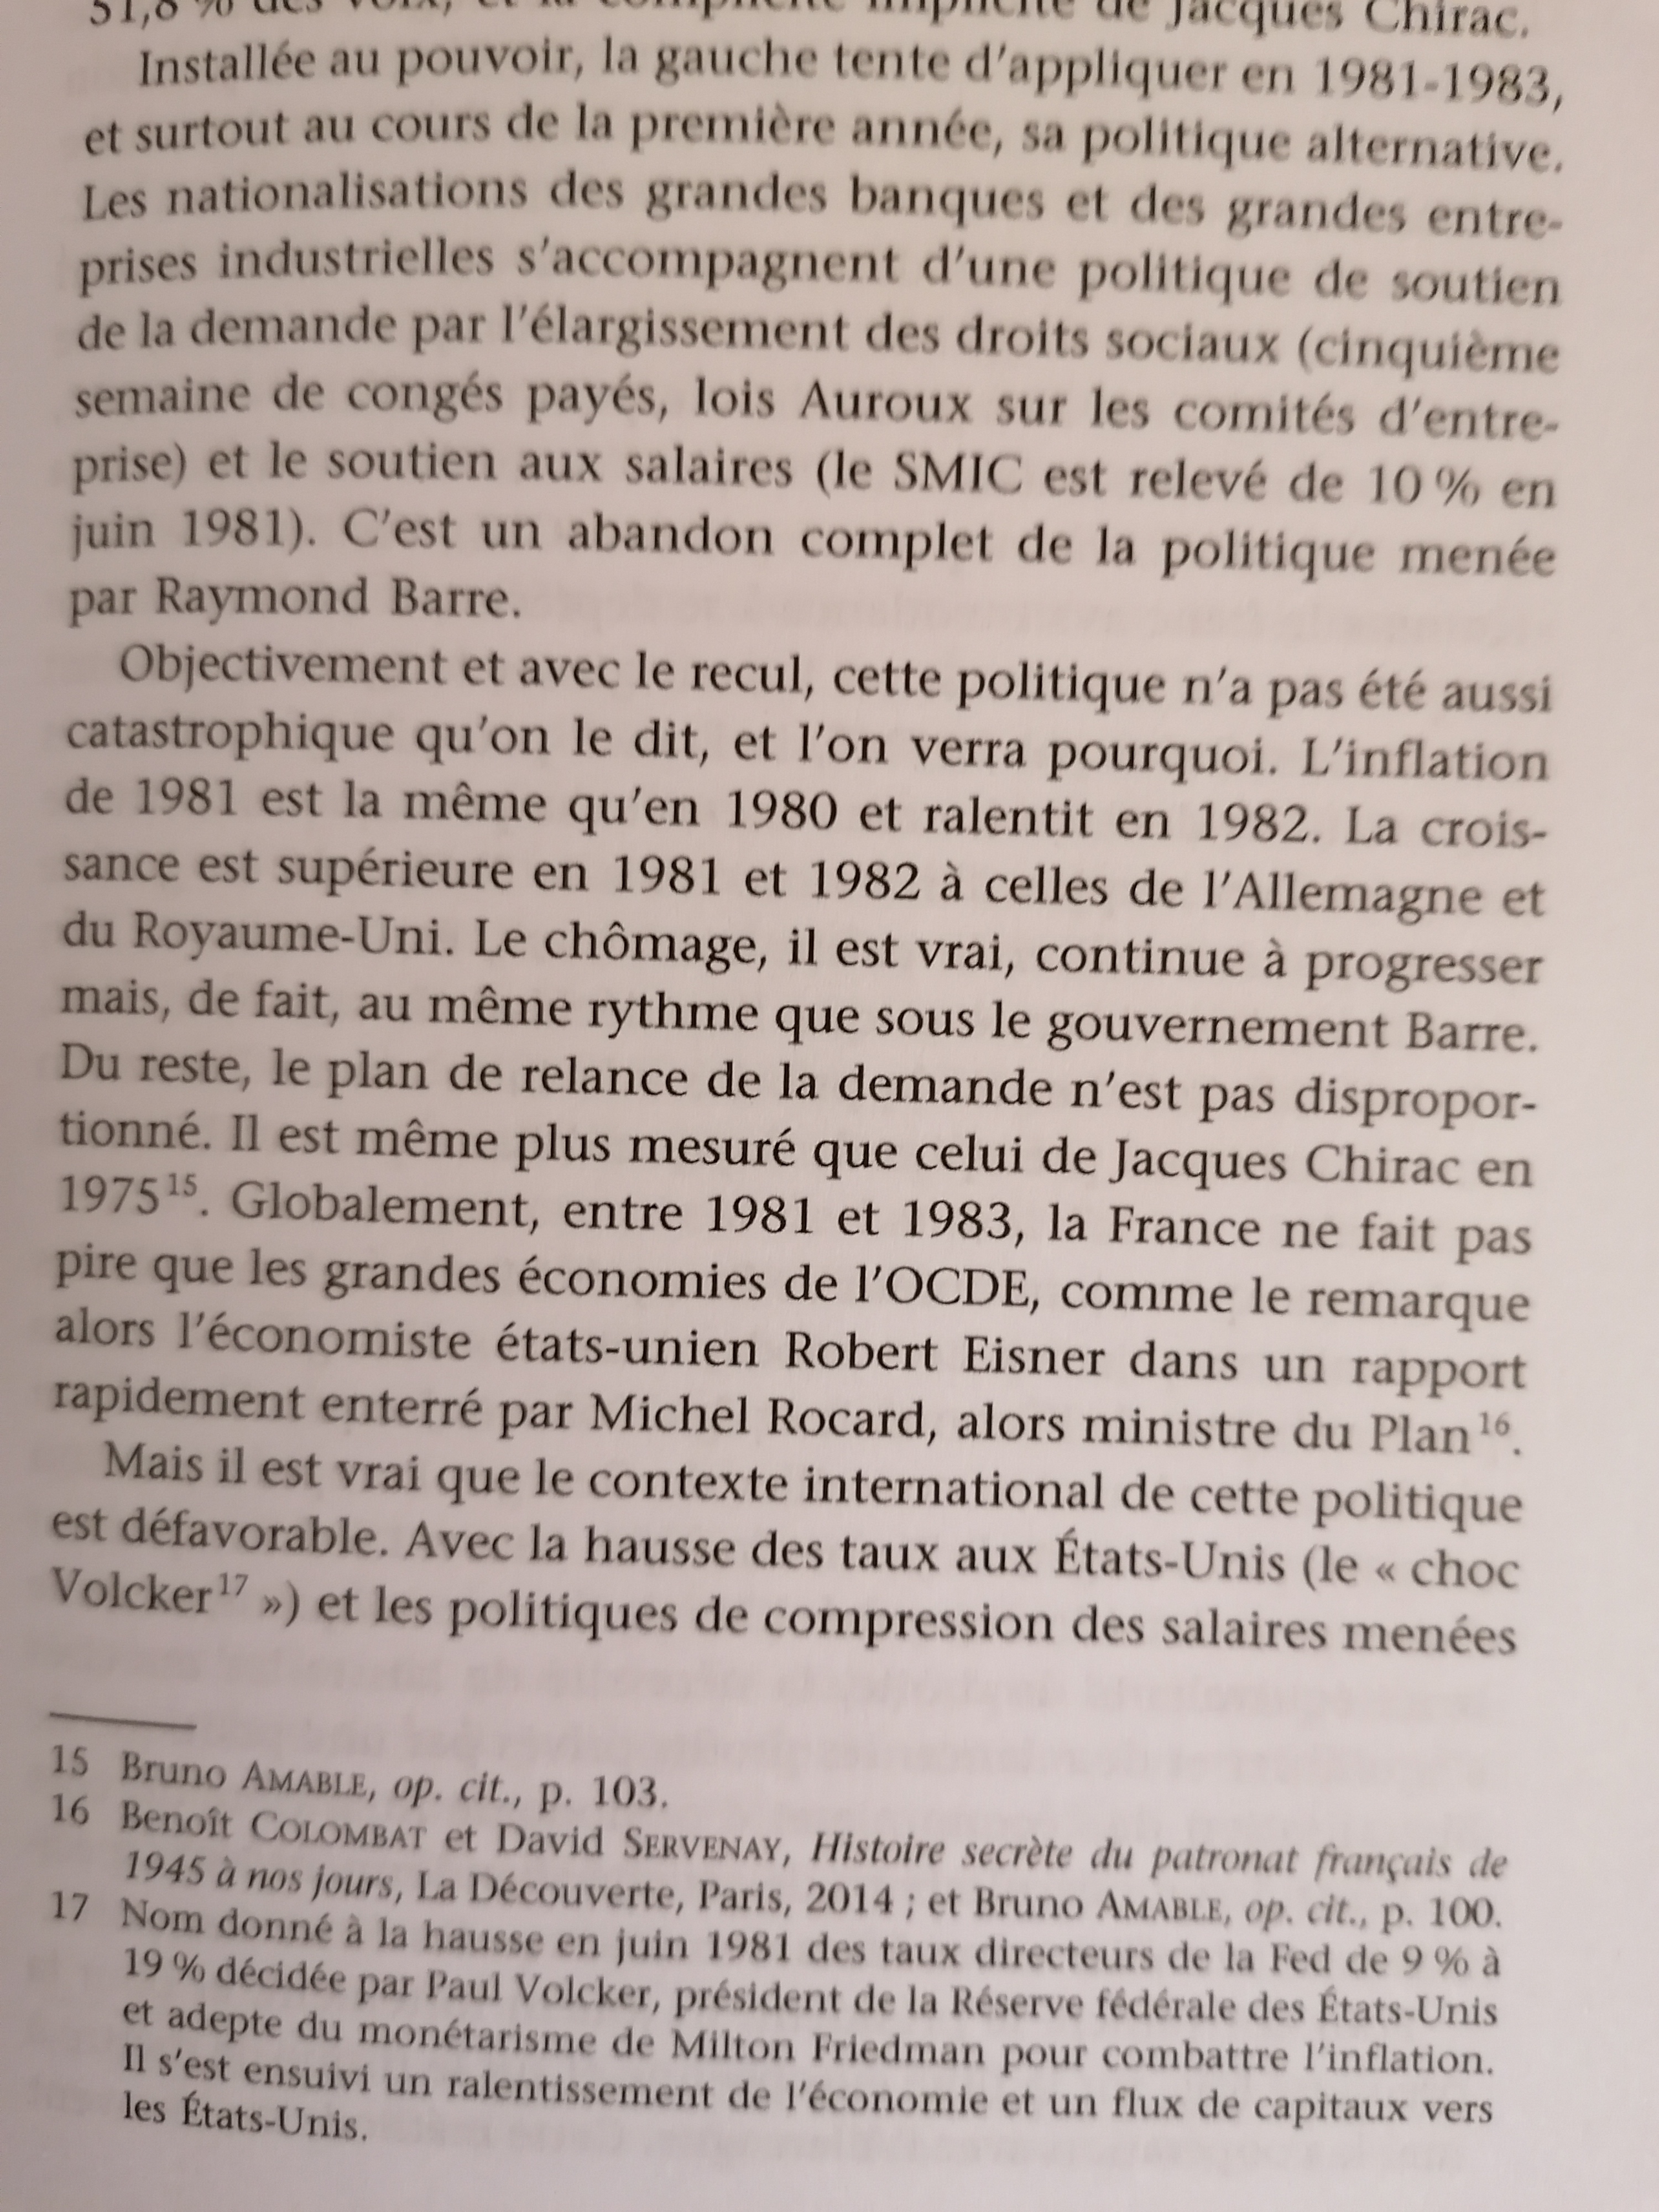 51,8 % des voix, et la complicité implicite de Jacques Chirac.
Installée au pouvoir, la gauche tente d'appliquer en 1981-1983,
et surtout au cours de la première année, sa politique alternative.
Les nationalisations des grandes banques et des grandes entre-
prises industrielles s'accompagnent d'une politique de soutien
de la demande par l'élargissement des droits sociaux (cinquième
semaine de congés payés, lois Auroux sur les comités d'entre-
prise) et le soutien aux salaires (le SMIC est relevé de 10 % en
juin 1981). C'est un abandon complet de la politique menée
par Raymond Barre.
Objectivement et avec le recul, cette politique n'a pas été aussi
catastrophique qu'on le dit, et l'on verra pourquoi. L'inflation
de 1981 est la même qu'en 1980 et ralentit en 1982. La crois-
sance est supérieure en 1981 et 1982 à celles de l'Allemagne et
du Royaume-Uni. Le chômage, il est vrai, continue à progresser
mais, de fait, au même rythme que sous le gouvernement Barre.
Du reste, le plan de relance de la demande n'est pas dispropor-
tionné. Il est même plus mesuré que celui de Jacques Chirac en
1975¹⁵. Globalement, entre 1981 et 1983, la France ne fait pas
pire que les grandes économies de l'OCDE, comme le remarque
alors l'économiste états-unien Robert Eisner dans un rapport
rapidement enterré par Michel Rocard, alors ministre du Plan¹⁶.
Mais il est vrai que le contexte international de cette politique
est défavorable. Avec la hausse des taux aux États-Unis (le « choc
Volcker¹⁷ ») et les politiques de compression des salaires menées
15 Bruno AMABLE, op. cit., p. 103.
16 Benoît COLOMBAT et David SERVENAY, Histoire secrète du patronat français de
1945 à nos jours, La Découverte, Paris, 2014 ; et Bruno AMABLE, op. cit., p. 100.
17 Nom donné à la hausse en juin 1981 des taux directeurs de la Fed de 9 % à
19 % décidée par Paul Volcker, président de la Réserve fédérale des États-Unis
et adepte du monétarisme de Milton Friedman pour combattre l'inflation.
Il s'est ensuivi un ralentissement de l'économie et un flux de capitaux vers
les États-Unis.